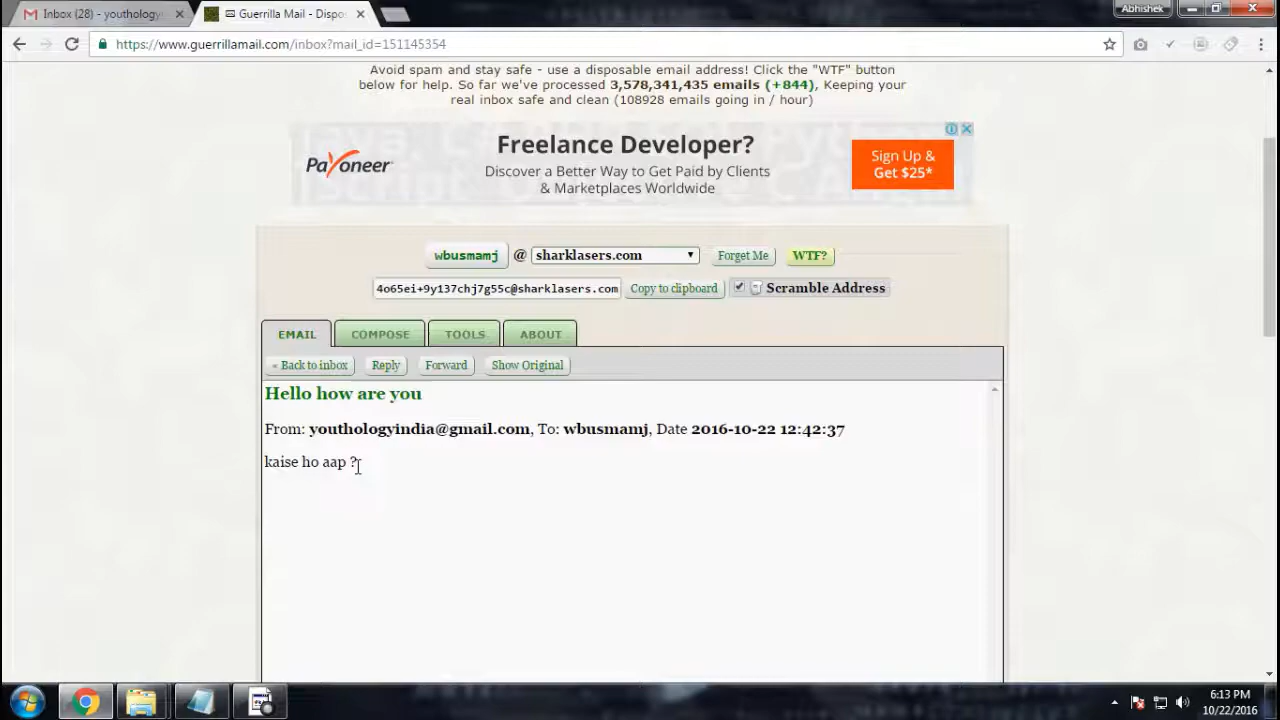 Inbox (28) - youthology
Guerrilla Mail - Dispos
Abhishek
https://www.guerrillamail.com/inbox?mail_id=151145354
Avoid spam and stay safe - use a disposable email address! Click the "WTF" button
below for help. So far we've processed 3,578,341,435 emails (+844), Keeping your
real inbox safe and clean (108928 emails going in / hour)
Payoneer
Freelance Developer?
Discover a Better Way to Get Paid by Clients
& Marketplaces Worldwide
Sign Up &
Get $25*
wbusmamj @ sharklasers.com Forget Me WTF?
4o65ei+9y137chj7g55c@sharklasers.com Copy to clipboard Scramble Address
EMAIL COMPOSE TOOLS ABOUT
« Back to inbox Reply Forward Show Original
Hello how are you
From: youthologyindia@gmail.com, To: wbusmamj, Date 2016-10-22 12:42:37
kaise ho aap ?
6:13 PM
10/22/2016